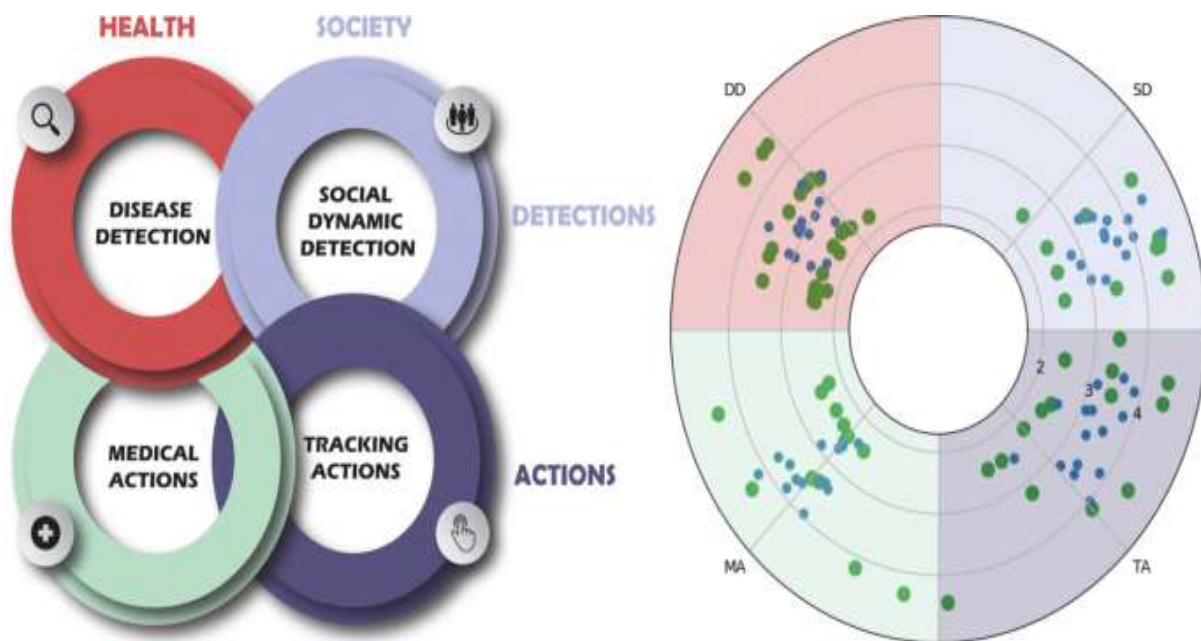 HEALTH
SOCIETY
DISEASE
DETECTION
SOCIAL
DYNAMIC
DETECTION
DETECTIONS
MEDICAL
ACTIONS
TRACKING
ACTIONS
ACTIONS
DD
SD
2
3
4
MA
TA